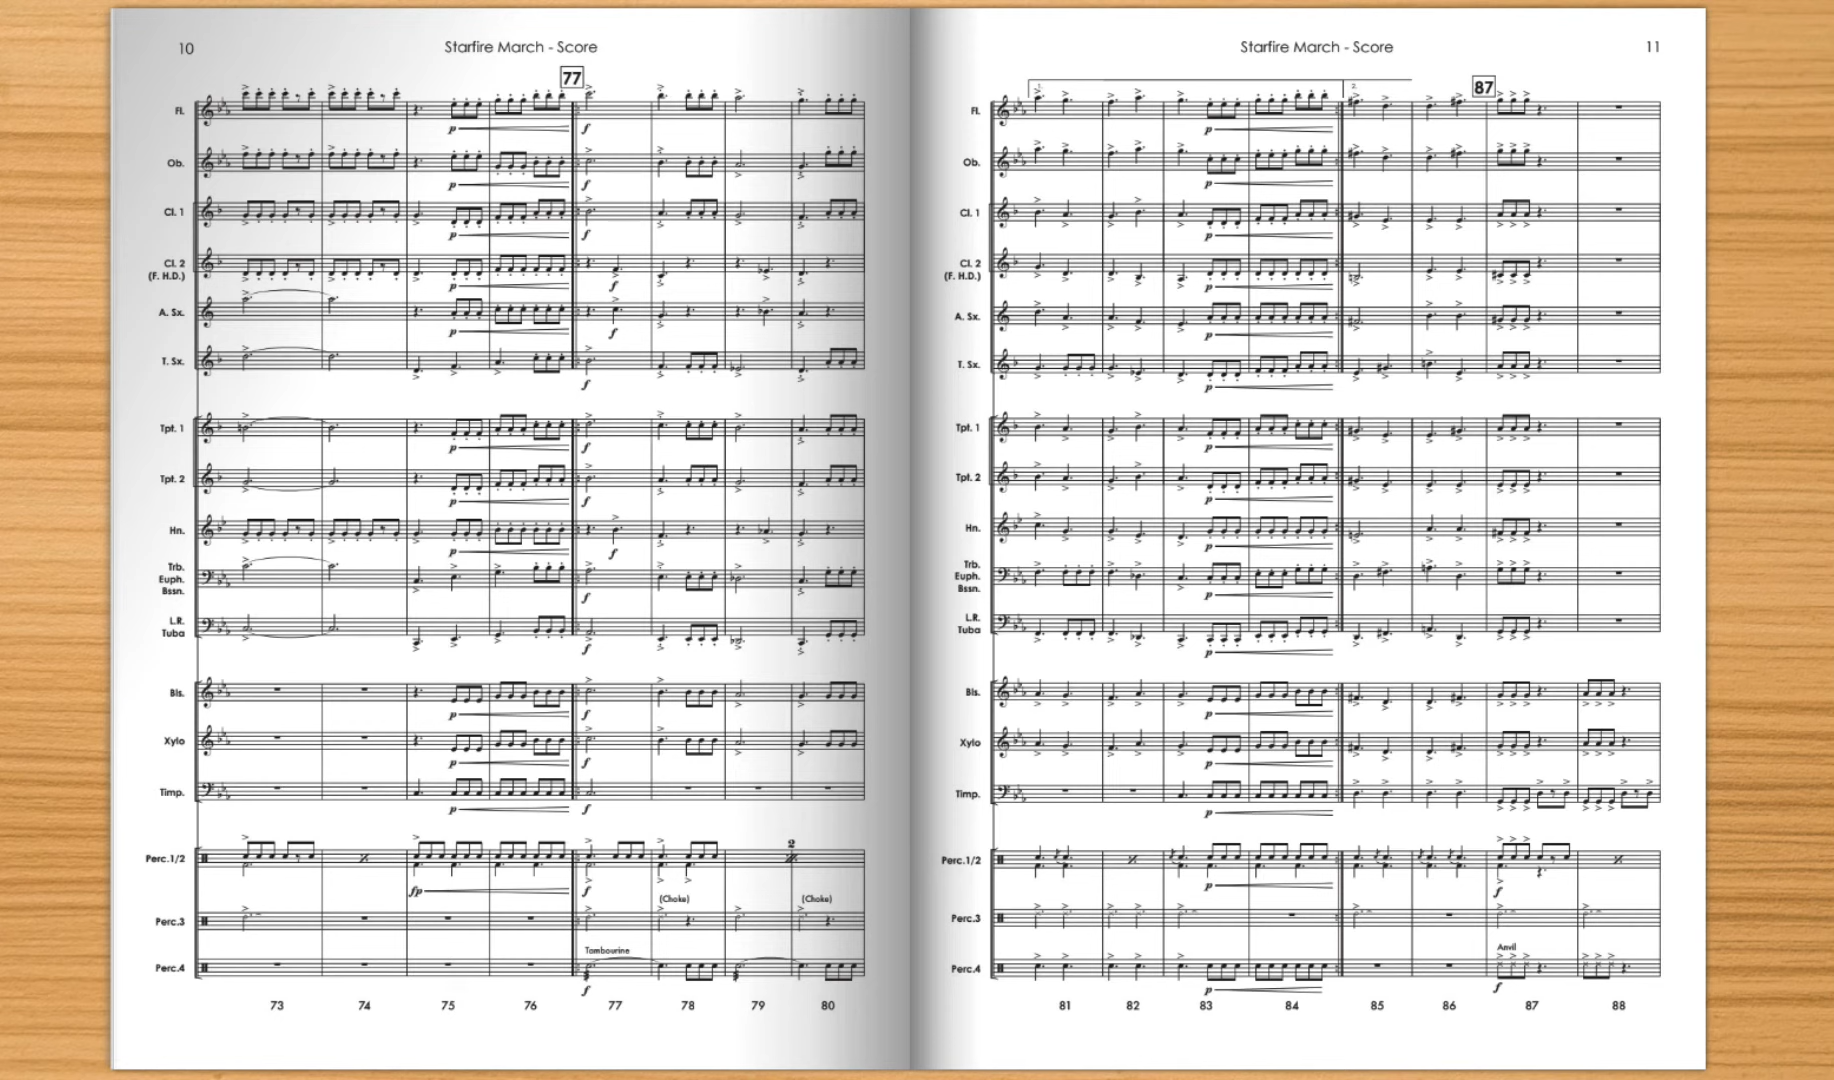 10
Starfire March - Score
77
Fl.
p
f
Ob.
p
f
Cl. 1
p
f
Cl. 2
(F. H.D.)
p
f
A. Sx.
p
f
T. Sx.
f
Tpt. 1
p
f
Tpt. 2
p
f
Hn.
p
f
Trb.
Euph.
Bssn.
f
L.R.
Tuba
f
Bls.
p
f
Xylo
p
f
Timp.
p
f
2
Perc.1/2
fp
f
(Choke)
(Choke)
Perc.3
Tambourine
Perc.4
f
73 74 75 76 77 78 79 80
Starfire March - Score
11
1.
2.
87
Fl.
p
Ob.
p
Cl. 1
p
Cl. 2
(F. H.D.)
p
A. Sx.
p
T. Sx.
p
Tpt. 1
p
Tpt. 2
p
Hn.
p
Trb.
Euph.
Bssn.
p
L.R.
Tuba
p
Bls.
p
Xylo
p
Timp.
p
Perc.1/2
p
f
Perc.3
Anvil
Perc.4
p
f
81 82 83 84 85 86 87 88